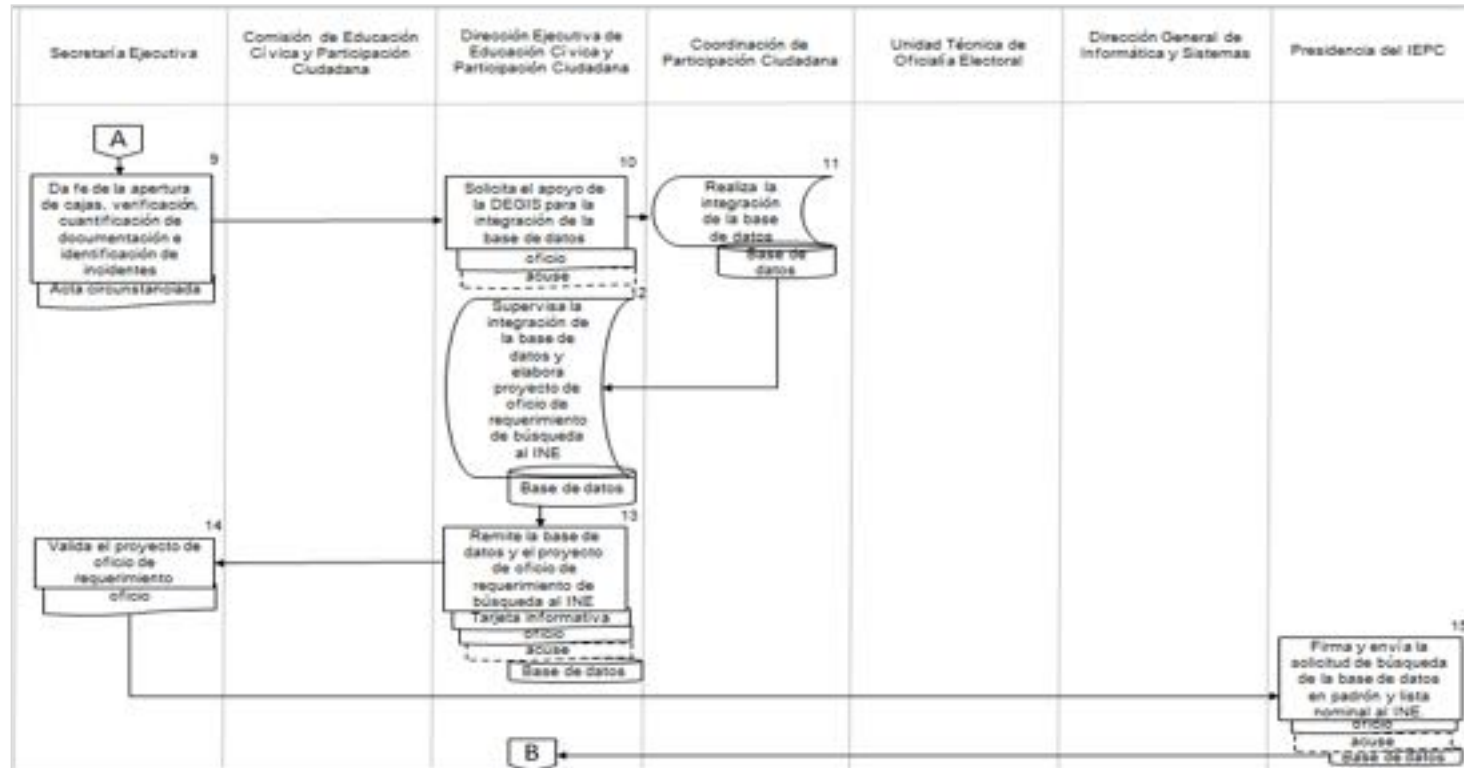 Secretaría Ejecutiva
Comisión de Educación
Cívica y Participación
Ciudadana
Dirección Ejecutiva de
Educación Cívica y
Participación Ciudadana
Coordinación de
Participación Ciudadana
Unidad Técnica de
Oficialía Electoral
Dirección General de
Informática y Sistemas
Presidencia del IEPC
A
9
Da fe de la apertura
de cajas, verificación,
cuantificación de
documentación e
identificación de
incidentes
Acta circunstanciada
10
Solicita el apoyo de
la DEGIS para la
integración de la
base de datos
oficio
acuse
11
Realiza la
integración
de la base
de datos
Base de
datos
12
Supervisa la
integración de
la base de
datos y
elabora
proyecto de
oficio de
requerimiento
de búsqueda
al INE
Base de datos
13
Remite la base de
datos y el proyecto
de oficio de
requerimiento de
búsqueda al INE
Tarjeta informativa
oficio
acuse
Base de datos
14
Valida el proyecto de
oficio de
requerimiento
oficio
15
Firma y envía la
solicitud de búsqueda
de la base de datos
en padrón y lista
nominal al INE.
oficio
acuse
Base de datos
B